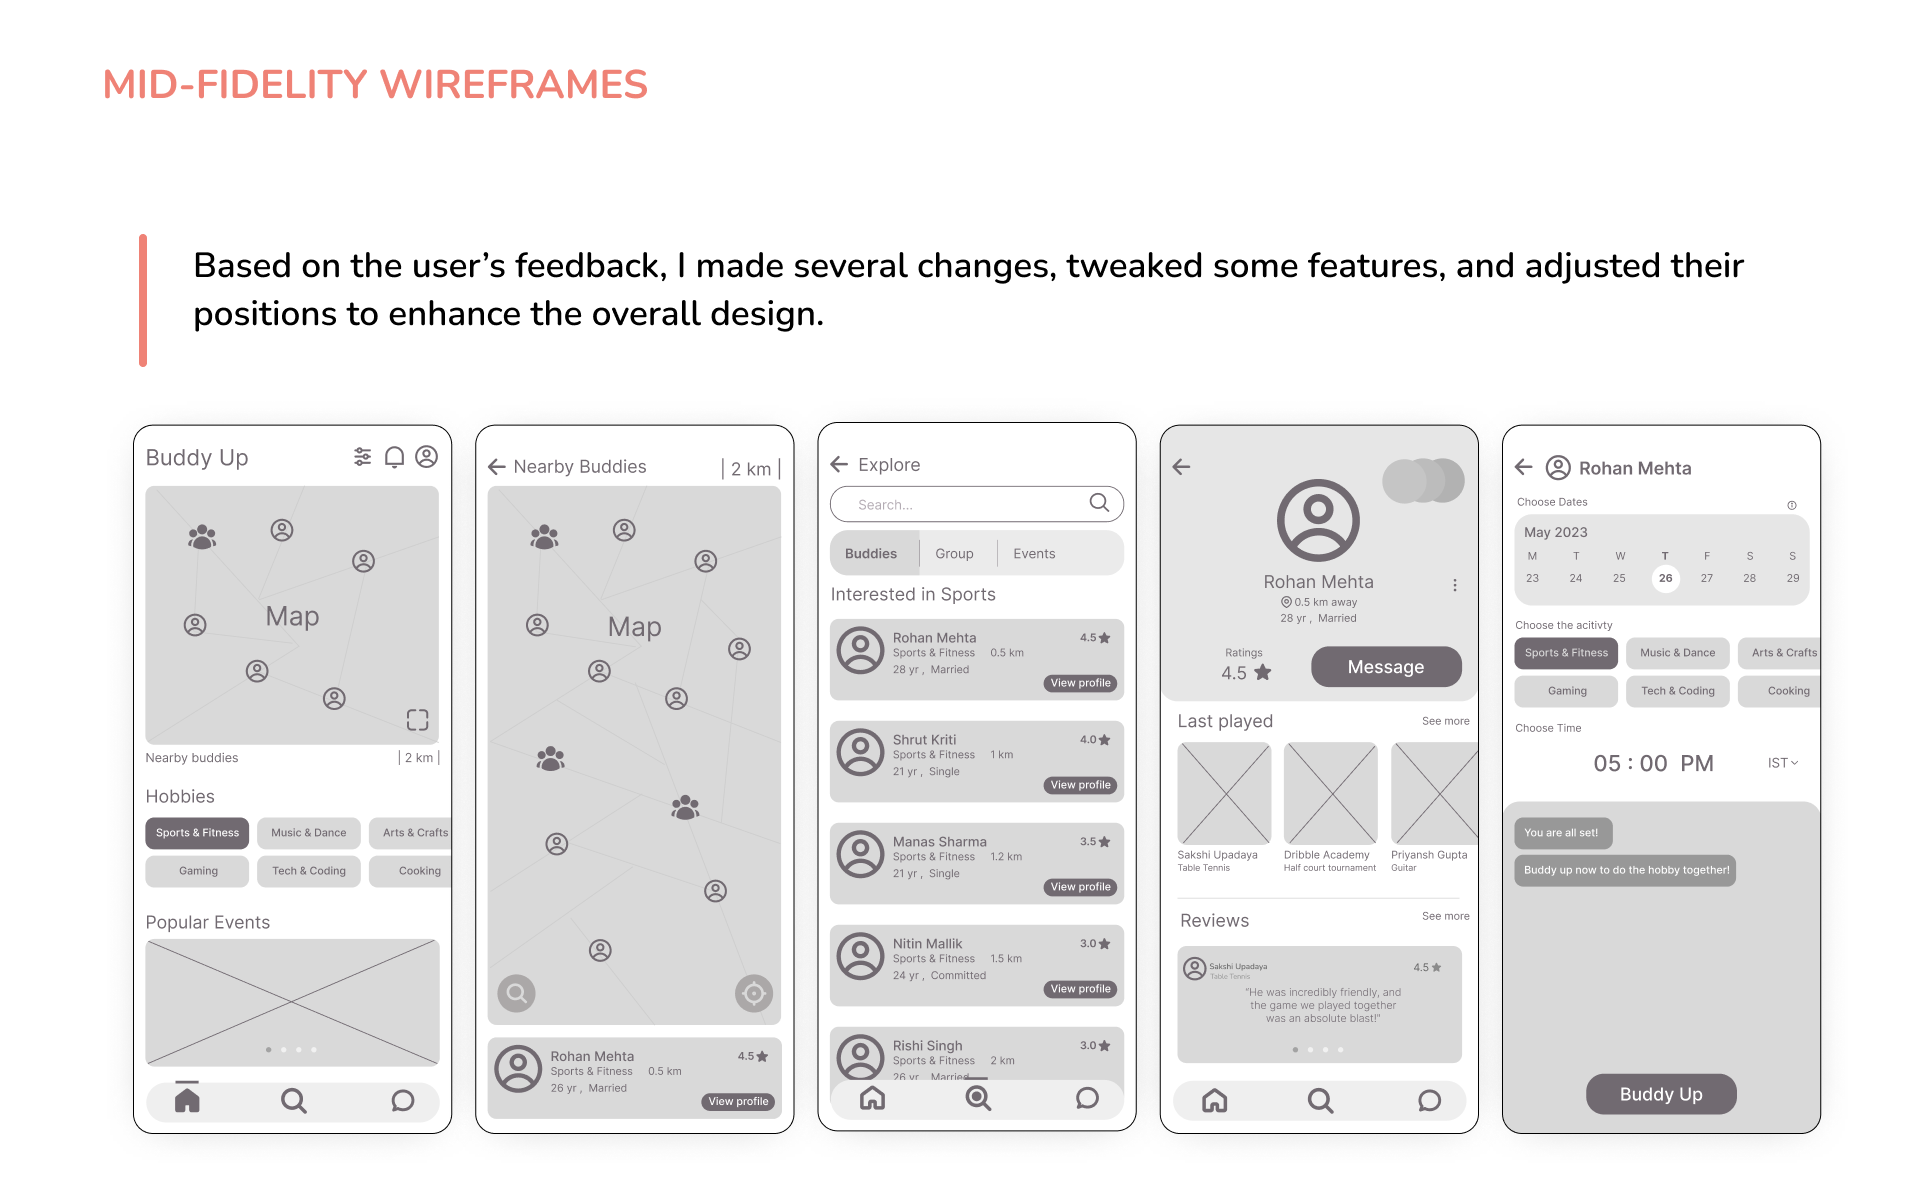 MID-FIDELITY WIREFRAMES
Based on the user’s feedback, I made several changes, tweaked some features, and adjusted their
positions to enhance the overall design.
Buddy Up
Map
Nearby buddies | 2 km |
Hobbies
Sports & Fitness Music & Dance Arts & Crafts
Gaming Tech & Coding Cooking
Popular Events
Nearby Buddies | 2 km |
Map
Rohan Mehta 4.5
Sports & Fitness 0.5 km
26 yr , Married
View profile
Explore
Search...
Buddies Group Events
Interested in Sports
Rohan Mehta 4.5
Sports & Fitness 0.5 km
28 yr , Married
View profile
Shrut Kriti 4.0
Sports & Fitness 1 km
21 yr , Single
View profile
Manas Sharma 3.5
Sports & Fitness 1.2 km
21 yr , Single
View profile
Nitin Mallik 3.0
Sports & Fitness 1.5 km
24 yr , Committed
View profile
Rishi Singh 3.0
Sports & Fitness 2 km
26 yr , Married
Rohan Mehta
0.5 km away
28 yr , Married
Ratings
4.5
Message
Last played See more
Sakshi Upadaya Dribble Academy Priyansh Gupta
Table Tennis Half court tournament Guitar
Reviews See more
Sakshi Upadaya 4.5
Table Tennis
“He was incredibly friendly, and
the game we played together
was an absolute blast!”
Rohan Mehta
Choose Dates
May 2023
M T W T F S S
23 24 25 26 27 28 29
Choose the acitivty
Sports & Fitness Music & Dance Arts & Crafts
Gaming Tech & Coding Cooking
Choose Time
05 : 00 PM IST
You are all set!
Buddy up now to do the hobby together!
Buddy Up